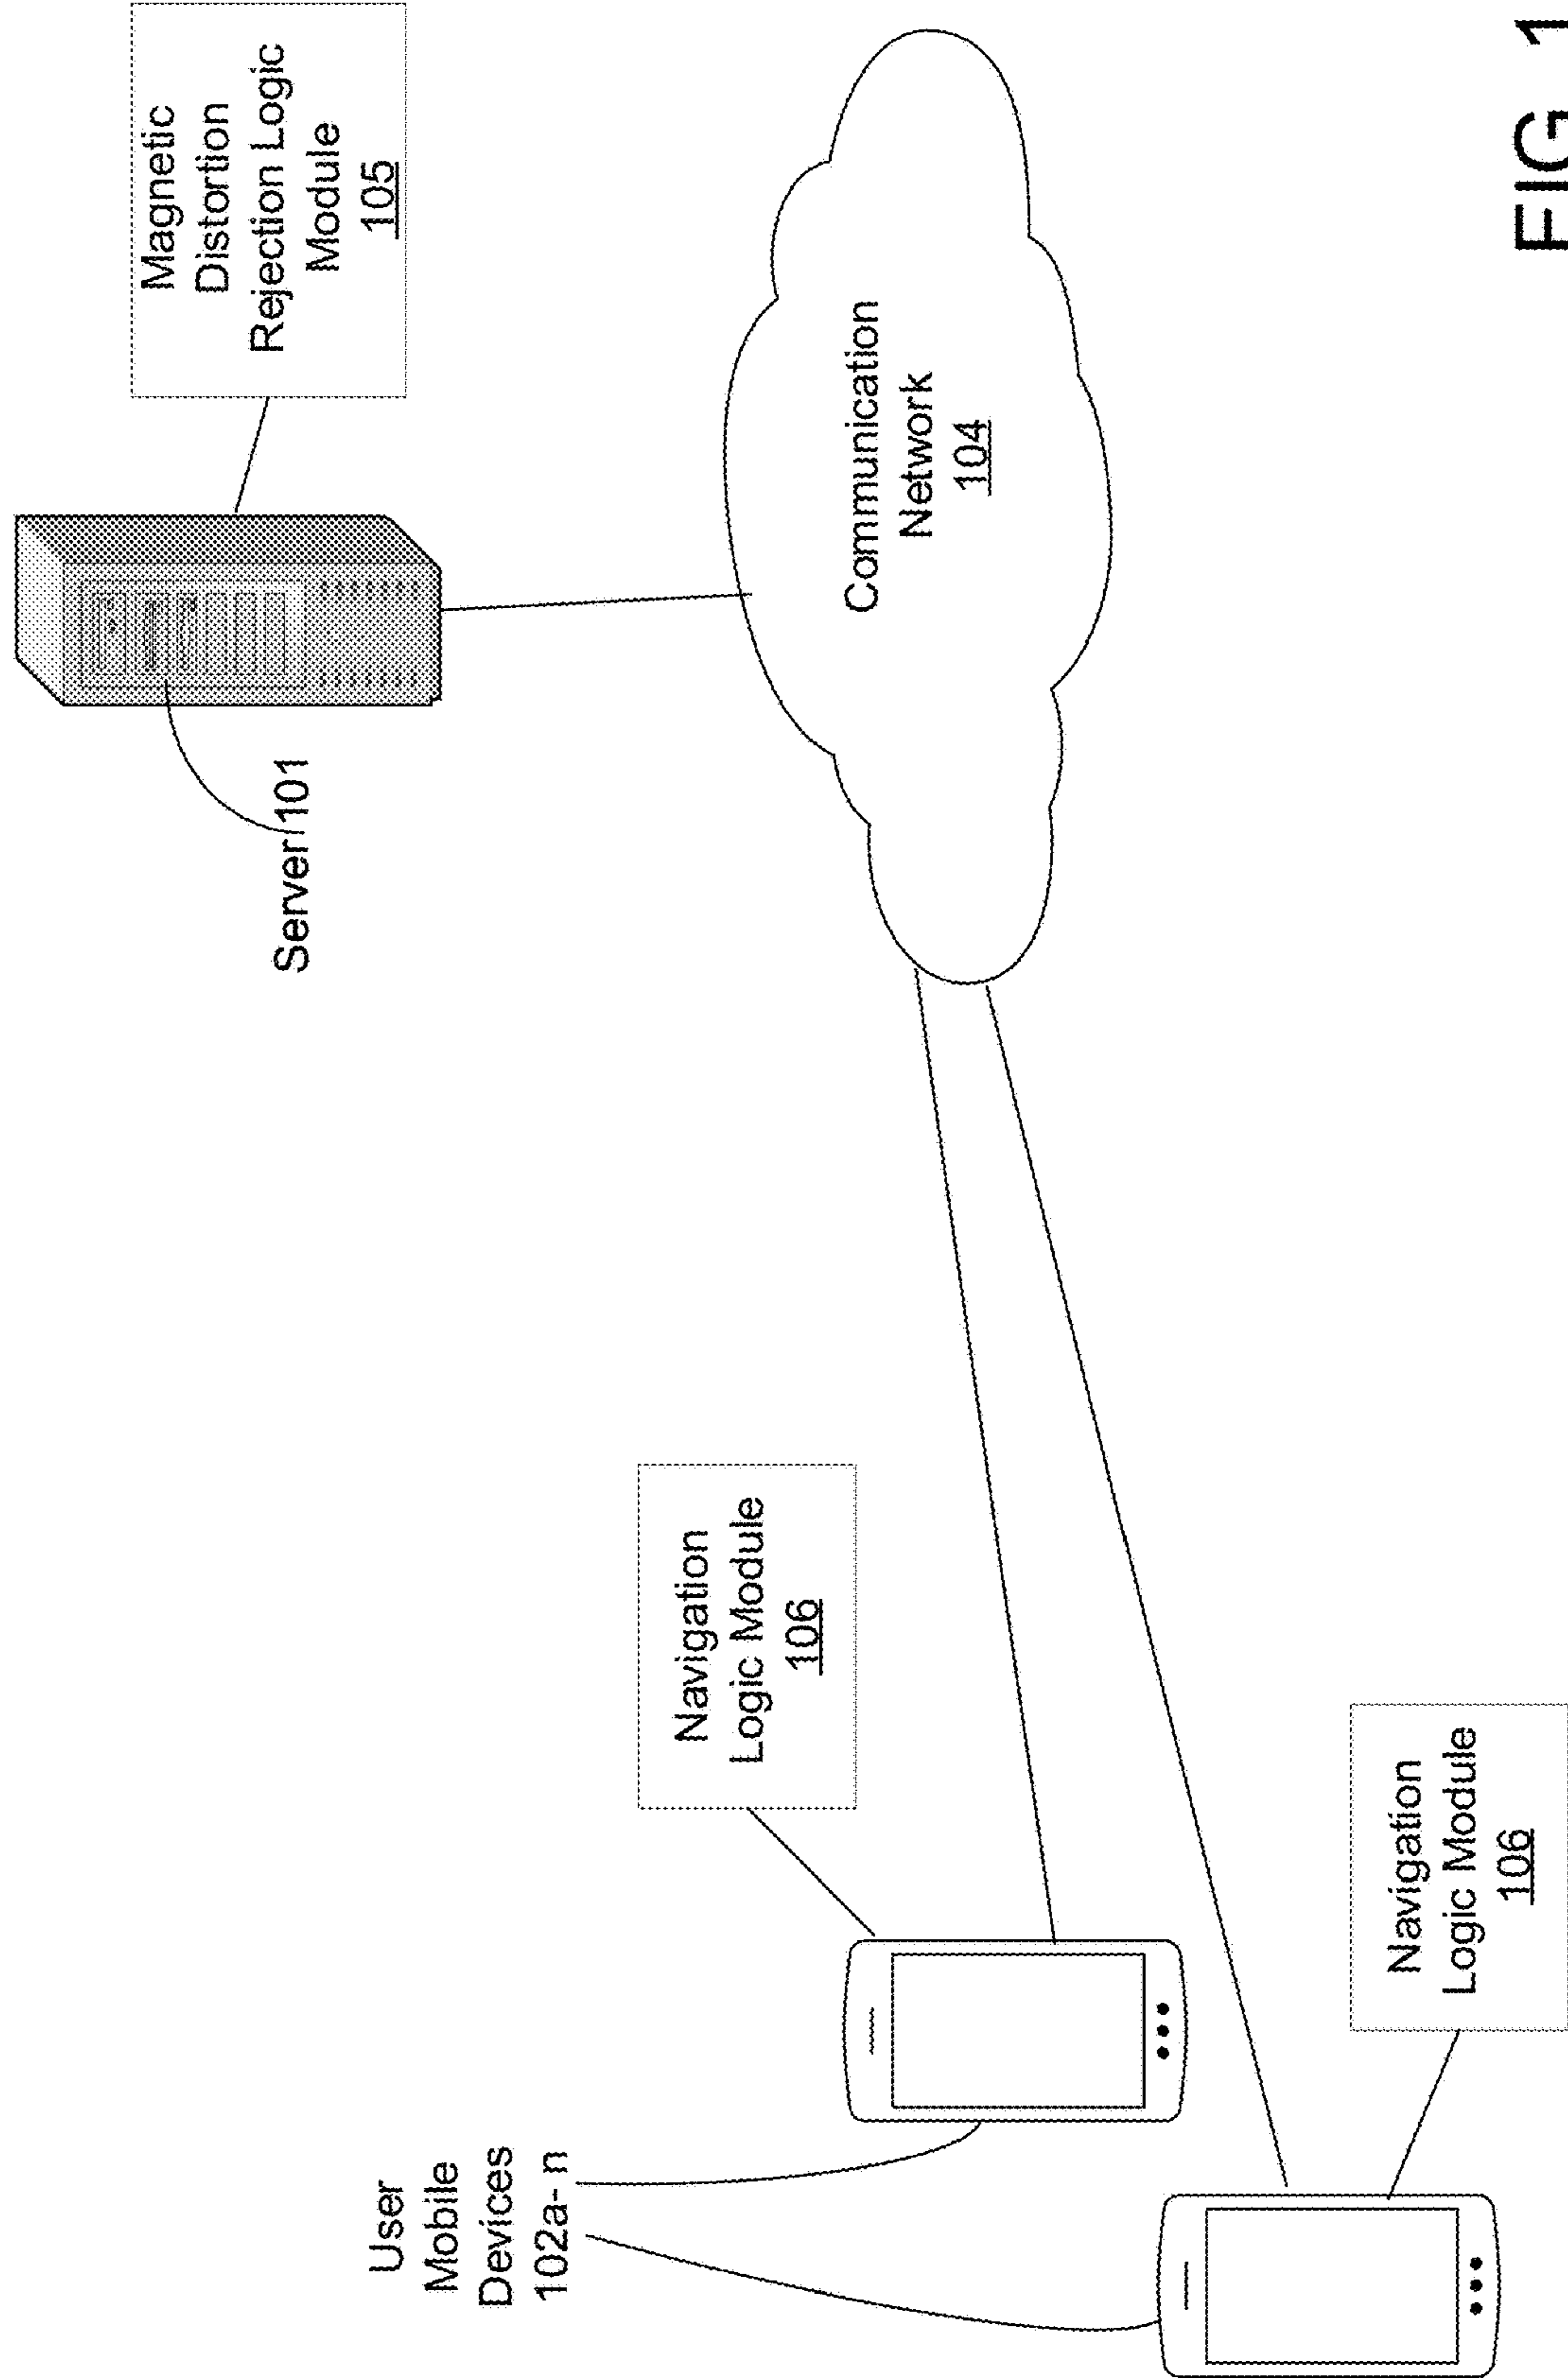 Magnetic
Distortion
Rejection Logic
Module
105
Server 101
Communication
Network
104
Navigation
Logic Module
106
User
Mobile
Devices
102a- n
Navigation
Logic Module
106
FIG 1